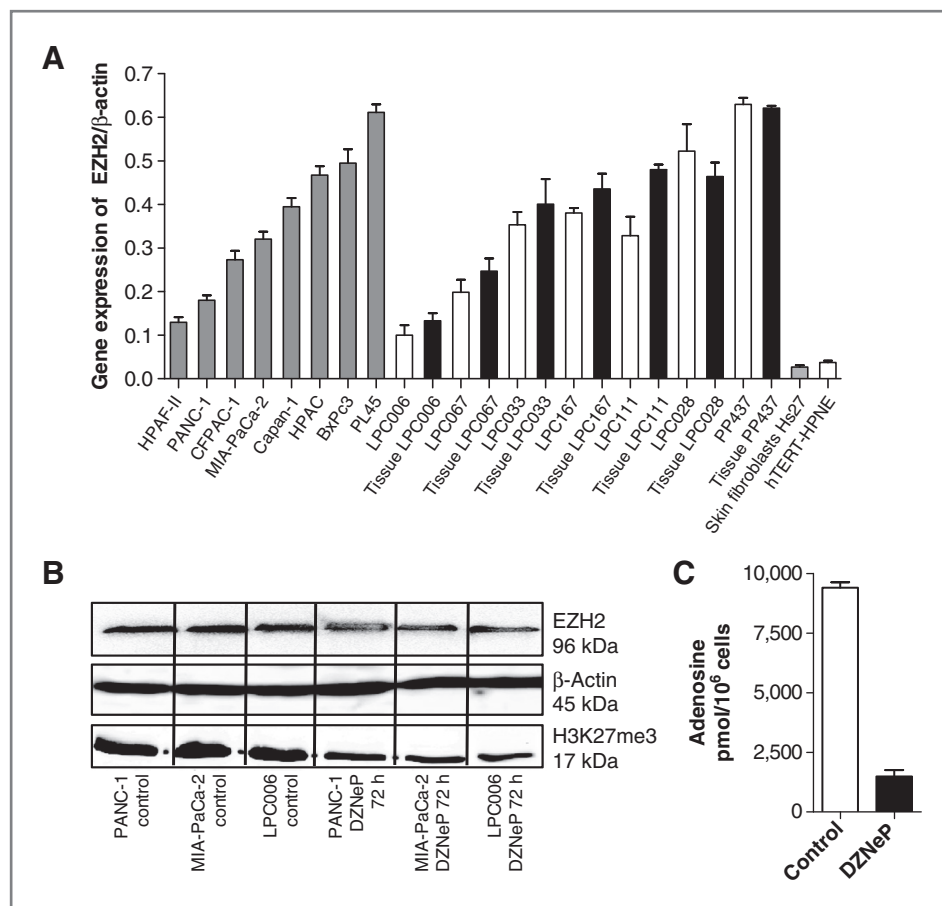 A
Gene expression of EZH2/β-actin
0.7
0.6
0.5
0.4
0.3
0.2
0.1
0.0
HPAF-II
PANC-1
CFPAC-1
MIA-PaCa-2
Capan-1
HPAC
BxPc3
PL45
LPC006
Tissue LPC006
LPC067
Tissue LPC067
LPC033
Tissue LPC033
LPC167
Tissue LPC167
LPC111
Tissue LPC111
LPC028
Tissue LPC028
PP437
Tissue PP437
Skin fibroblasts Hs27
hTERT-HPNE
B
EZH2
96 kDa
β-Actin
45 kDa
H3K27me3
17 kDa
PANC-1
control
MIA-PaCa-2
control
LPC006
control
PANC-1
DZNeP
72 h
MIA-PaCa-2
DZNeP 72 h
LPC006
DZNeP 72 h
C
Adenosine
pmol/10⁶ cells
10,000
7,500
5,000
2,500
0
Control
DZNeP